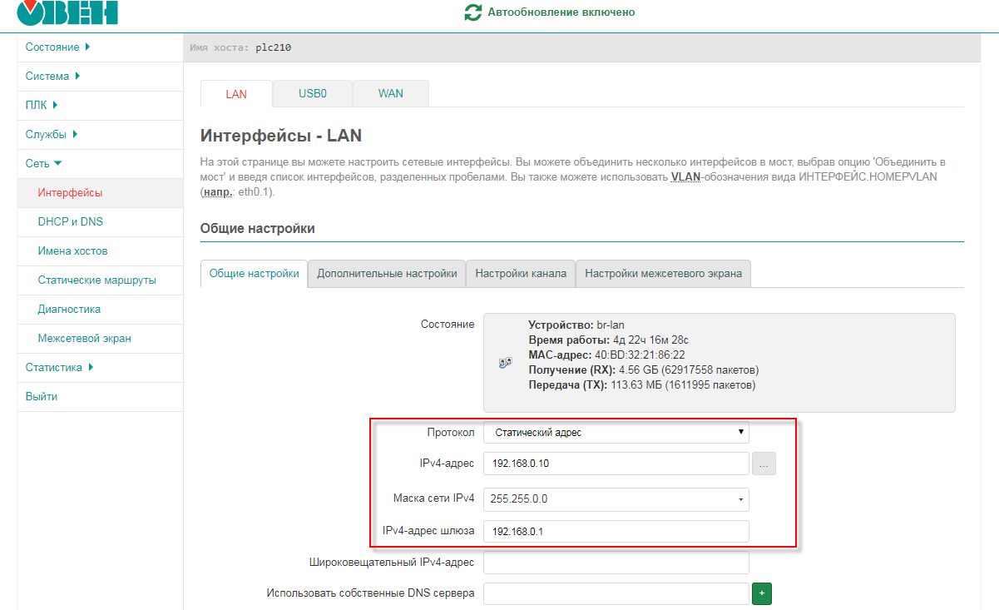 ОВЕН
Автообновление включено
Состояние
Система
ПЛК
Службы
Сеть
Интерфейсы
DHCP и DNS
Имена хостов
Статические маршруты
Диагностика
Межсетевой экран
Статистика
Выйти
Имя хоста: plc210
LAN USB0 WAN
Интерфейсы - LAN
На этой странице вы можете настроить сетевые интерфейсы. Вы можете объединить несколько интерфейсов в мост, выбрав опцию 'Объединить в
мост' и введя список интерфейсов, разделенных пробелами. Вы также можете использовать VLAN-обозначения вида ИНТЕРФЕЙС.НОМЕРVLAN
(напр.: eth0.1).
Общие настройки
Общие настройки Дополнительные настройки Настройки канала Настройки межсетевого экрана
Состояние
Устройство: br-lan
Время работы: 4д 22ч 16м 28с
MAC-адрес: 40:BD:32:21:86:22
Получение (RX): 4.56 GБ (62917558 пакетов)
Передача (TX): 113.63 МБ (1611995 пакетов)
Протокол Статический адрес
IPv4-адрес 192.168.0.10 ...
Маска сети IPv4 255.255.0.0
IPv4-адрес шлюза 192.168.0.1
Широковещательный IPv4-адрес
Использовать собственные DNS сервера +